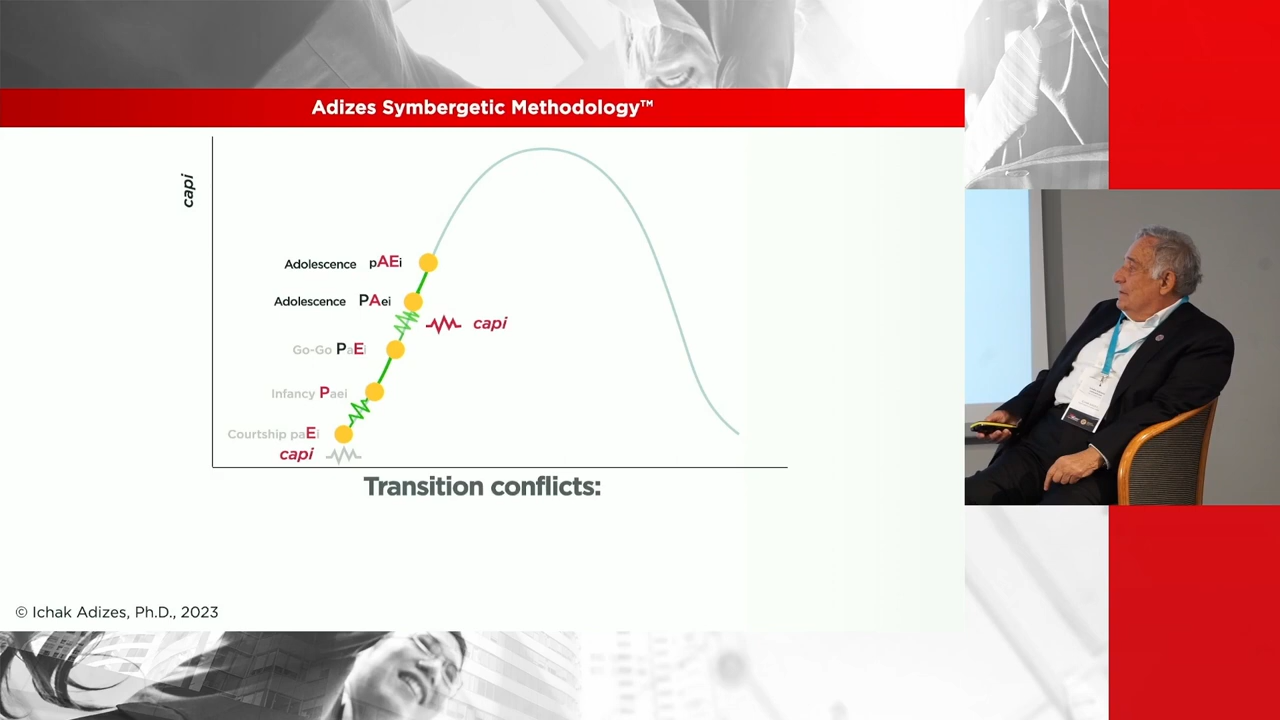 Adizes Symbergetic Methodology™
capi
Adolescence pAEi
Adolescence PAei
capi
Go-Go PaEi
Infancy Paei
Courtship paEi
capi
Transition conflicts:
© Ichak Adizes, Ph.D., 2023